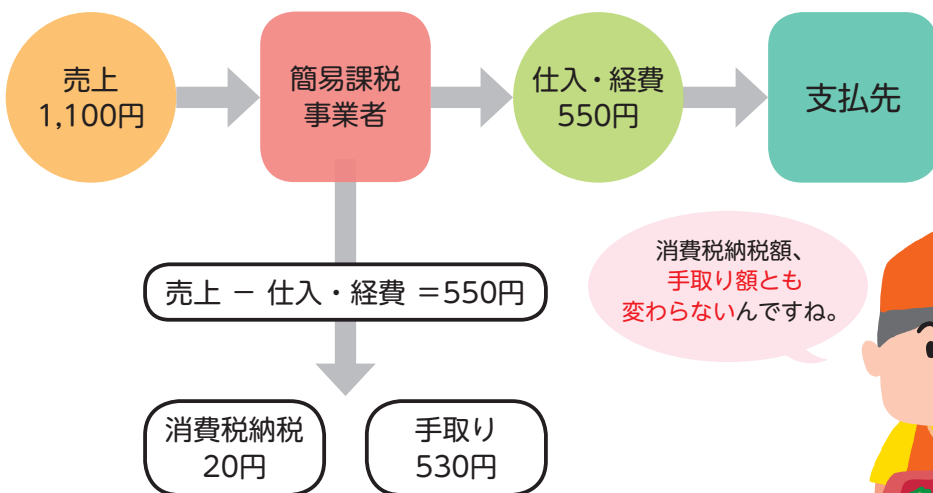 売上
1,100円
簡易課税
事業者
仕入・経費
550円
支払先
消費税納税額、
手取り額とも
変わらないんですね。
売上 － 仕入・経費 ＝550円
消費税納税
20円
手取り
530円